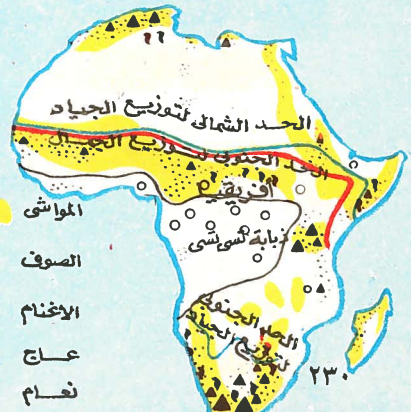 الحد الشمالى لتوزيع الجياد
الحد الجنوبى لتوزيع الجمال
أفريقيا
ذبابة تسى تسى
الحد الجنوبى
لتوزيع الجياد
٢٣٠
المواشى
الصوف
الاغنام
عاج
نعام